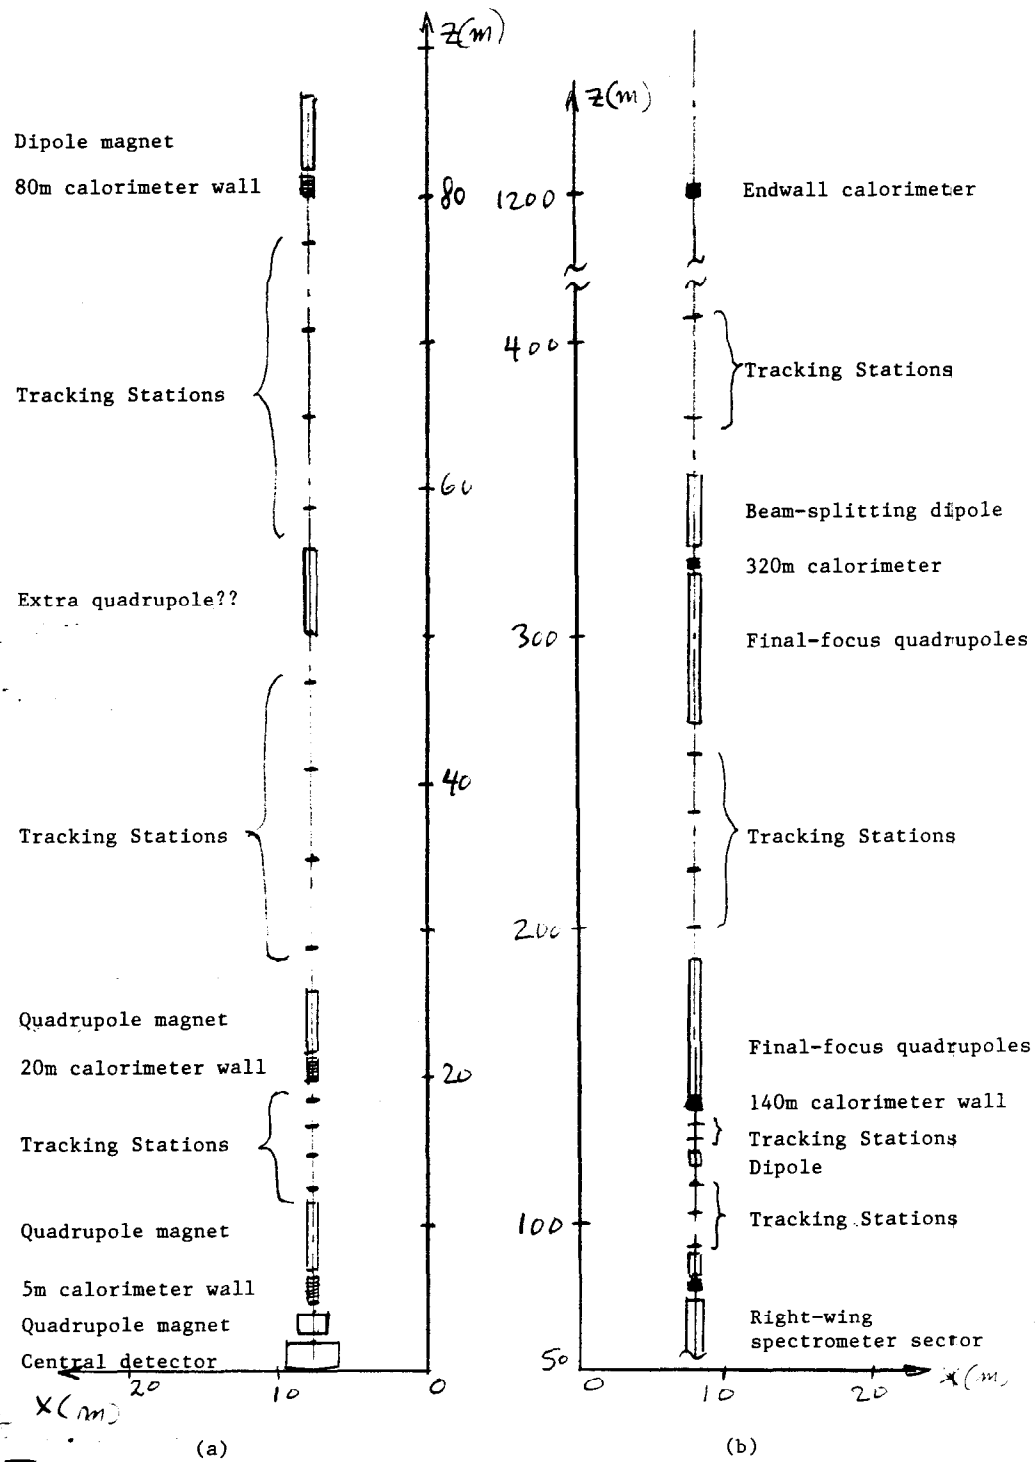 Z(m)
Dipole magnet
80m calorimeter wall
80
Tracking Stations
60
Extra quadrupole??
40
Tracking Stations
Quadrupole magnet
20m calorimeter wall
20
Tracking Stations
Quadrupole magnet
5m calorimeter wall
Quadrupole magnet
Central detector
20
10
0
X(m)
(a)
Z(m)
1200
Endwall calorimeter
400
Tracking Stations
Beam-splitting dipole
320m calorimeter
300
Final-focus quadrupoles
Tracking Stations
200
Final-focus quadrupoles
140m calorimeter wall
Tracking Stations
Dipole
100
Tracking Stations
Right-wing
spectrometer sector
50
0
10
20
x(m)
(b)